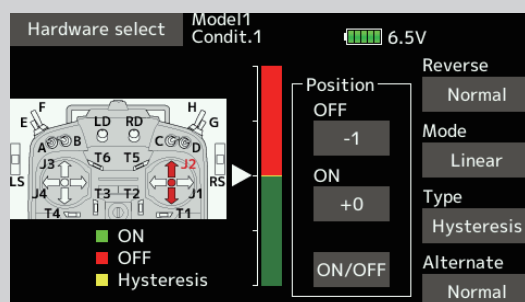 Hardware select
Model1
Condit.1
6.5V
F
H
E
LD
RD
G
A
B
C
D
J3
T6
T5
J2
LS
RS
J4
T3
T2
J1
T4
T1
ON
OFF
Hysteresis
Position
OFF
-1
ON
+0
ON/OFF
Reverse
Normal
Mode
Linear
Type
Hysteresis
Alternate
Normal